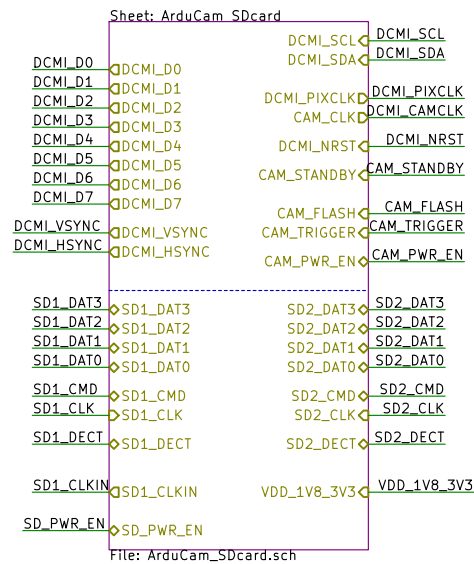 Sheet: ArduCam_SDcard
DCMI_SCL DCMI_SCL
DCMI_SDA DCMI_SDA
DCMI_D0 DCMI_D0
DCMI_D1 DCMI_D1
DCMI_PIXCLK DCMI_PIXCLK
DCMI_D2 DCMI_D2
CAM_CLK DCMI_CAMCLK
DCMI_D3 DCMI_D3
DCMI_D4 DCMI_D4 DCMI_NRST DCMI_NRST
DCMI_D5 DCMI_D5
CAM_STANDBY CAM_STANDBY
DCMI_D6 DCMI_D6
DCMI_D7 DCMI_D7
CAM_FLASH CAM_FLASH
DCMI_VSYNC DCMI_VSYNC CAM_TRIGGER CAM_TRIGGER
DCMI_HSYNC DCMI_HSYNC
CAM_PWR_EN CAM_PWR_EN
SD1_DAT3 SD1_DAT3 SD2_DAT3 SD2_DAT3
SD1_DAT2 SD1_DAT2 SD2_DAT2 SD2_DAT2
SD1_DAT1 SD1_DAT1 SD2_DAT1 SD2_DAT1
SD1_DAT0 SD1_DAT0 SD2_DAT0 SD2_DAT0
SD1_CMD SD1_CMD SD2_CMD SD2_CMD
SD1_CLK SD1_CLK SD2_CLK SD2_CLK
SD1_DECT SD1_DECT SD2_DECT SD2_DECT
SD1_CLKIN SD1_CLKIN VDD_1V8_3V3 VDD_1V8_3V3
SD_PWR_EN SD_PWR_EN
File: ArduCam_SDcard.sch